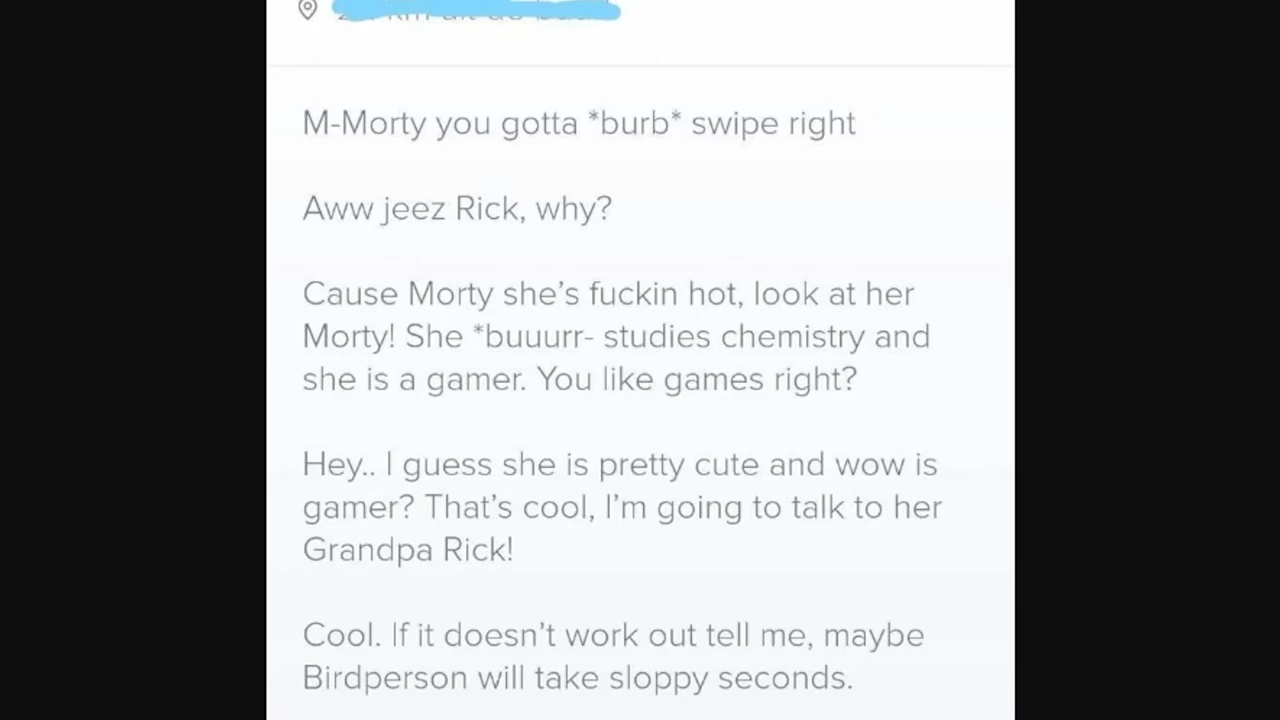 M-Morty you gotta *burb* swipe right
Aww jeez Rick, why?
Cause Morty she's fuckin hot, look at her
Morty! She *buuurr- studies chemistry and
she is a gamer. You like games right?
Hey.. I guess she is pretty cute and wow is
gamer? That's cool, I'm going to talk to her
Grandpa Rick!
Cool. If it doesn't work out tell me, maybe
Birdperson will take sloppy seconds.